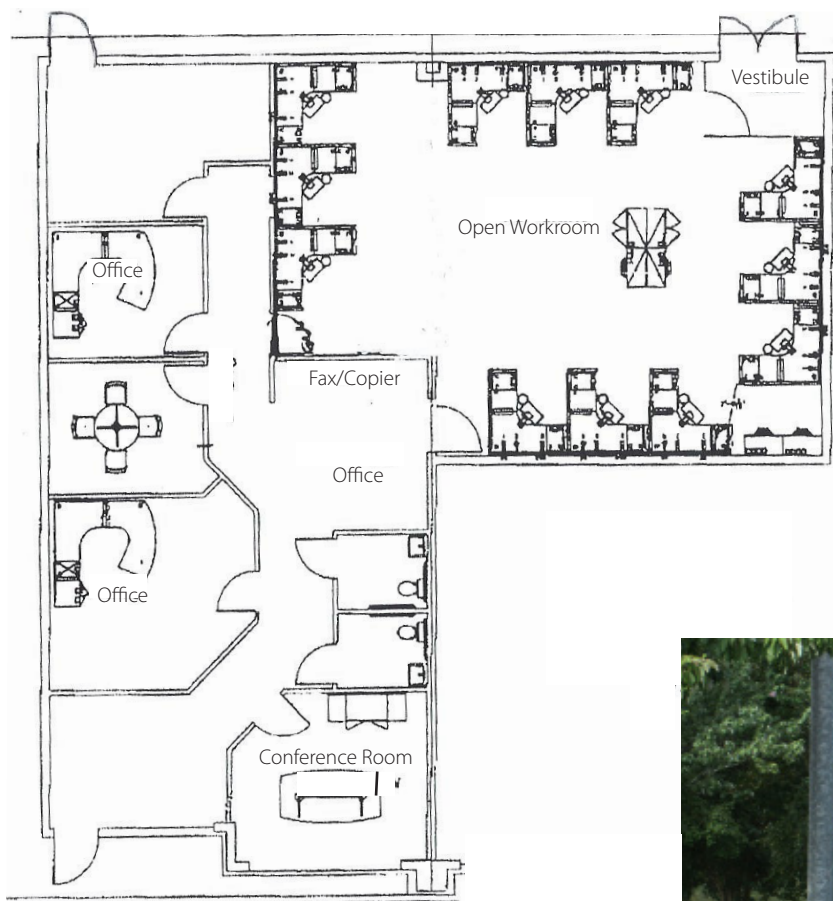 Vestibule
Open Workroom
Office
Fax/Copier
Office
Office
Conference Room